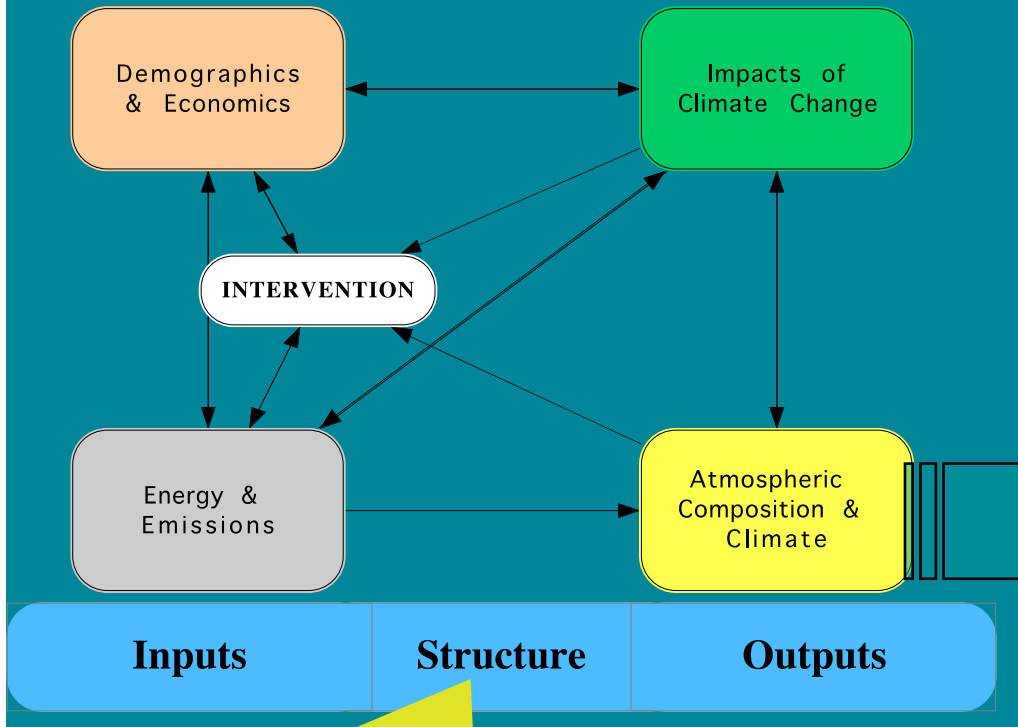 Demographics
& Economics
Impacts of
Climate Change
INTERVENTION
Energy &
Emissions
Atmospheric
Composition &
Climate
Inputs
Structure
Outputs